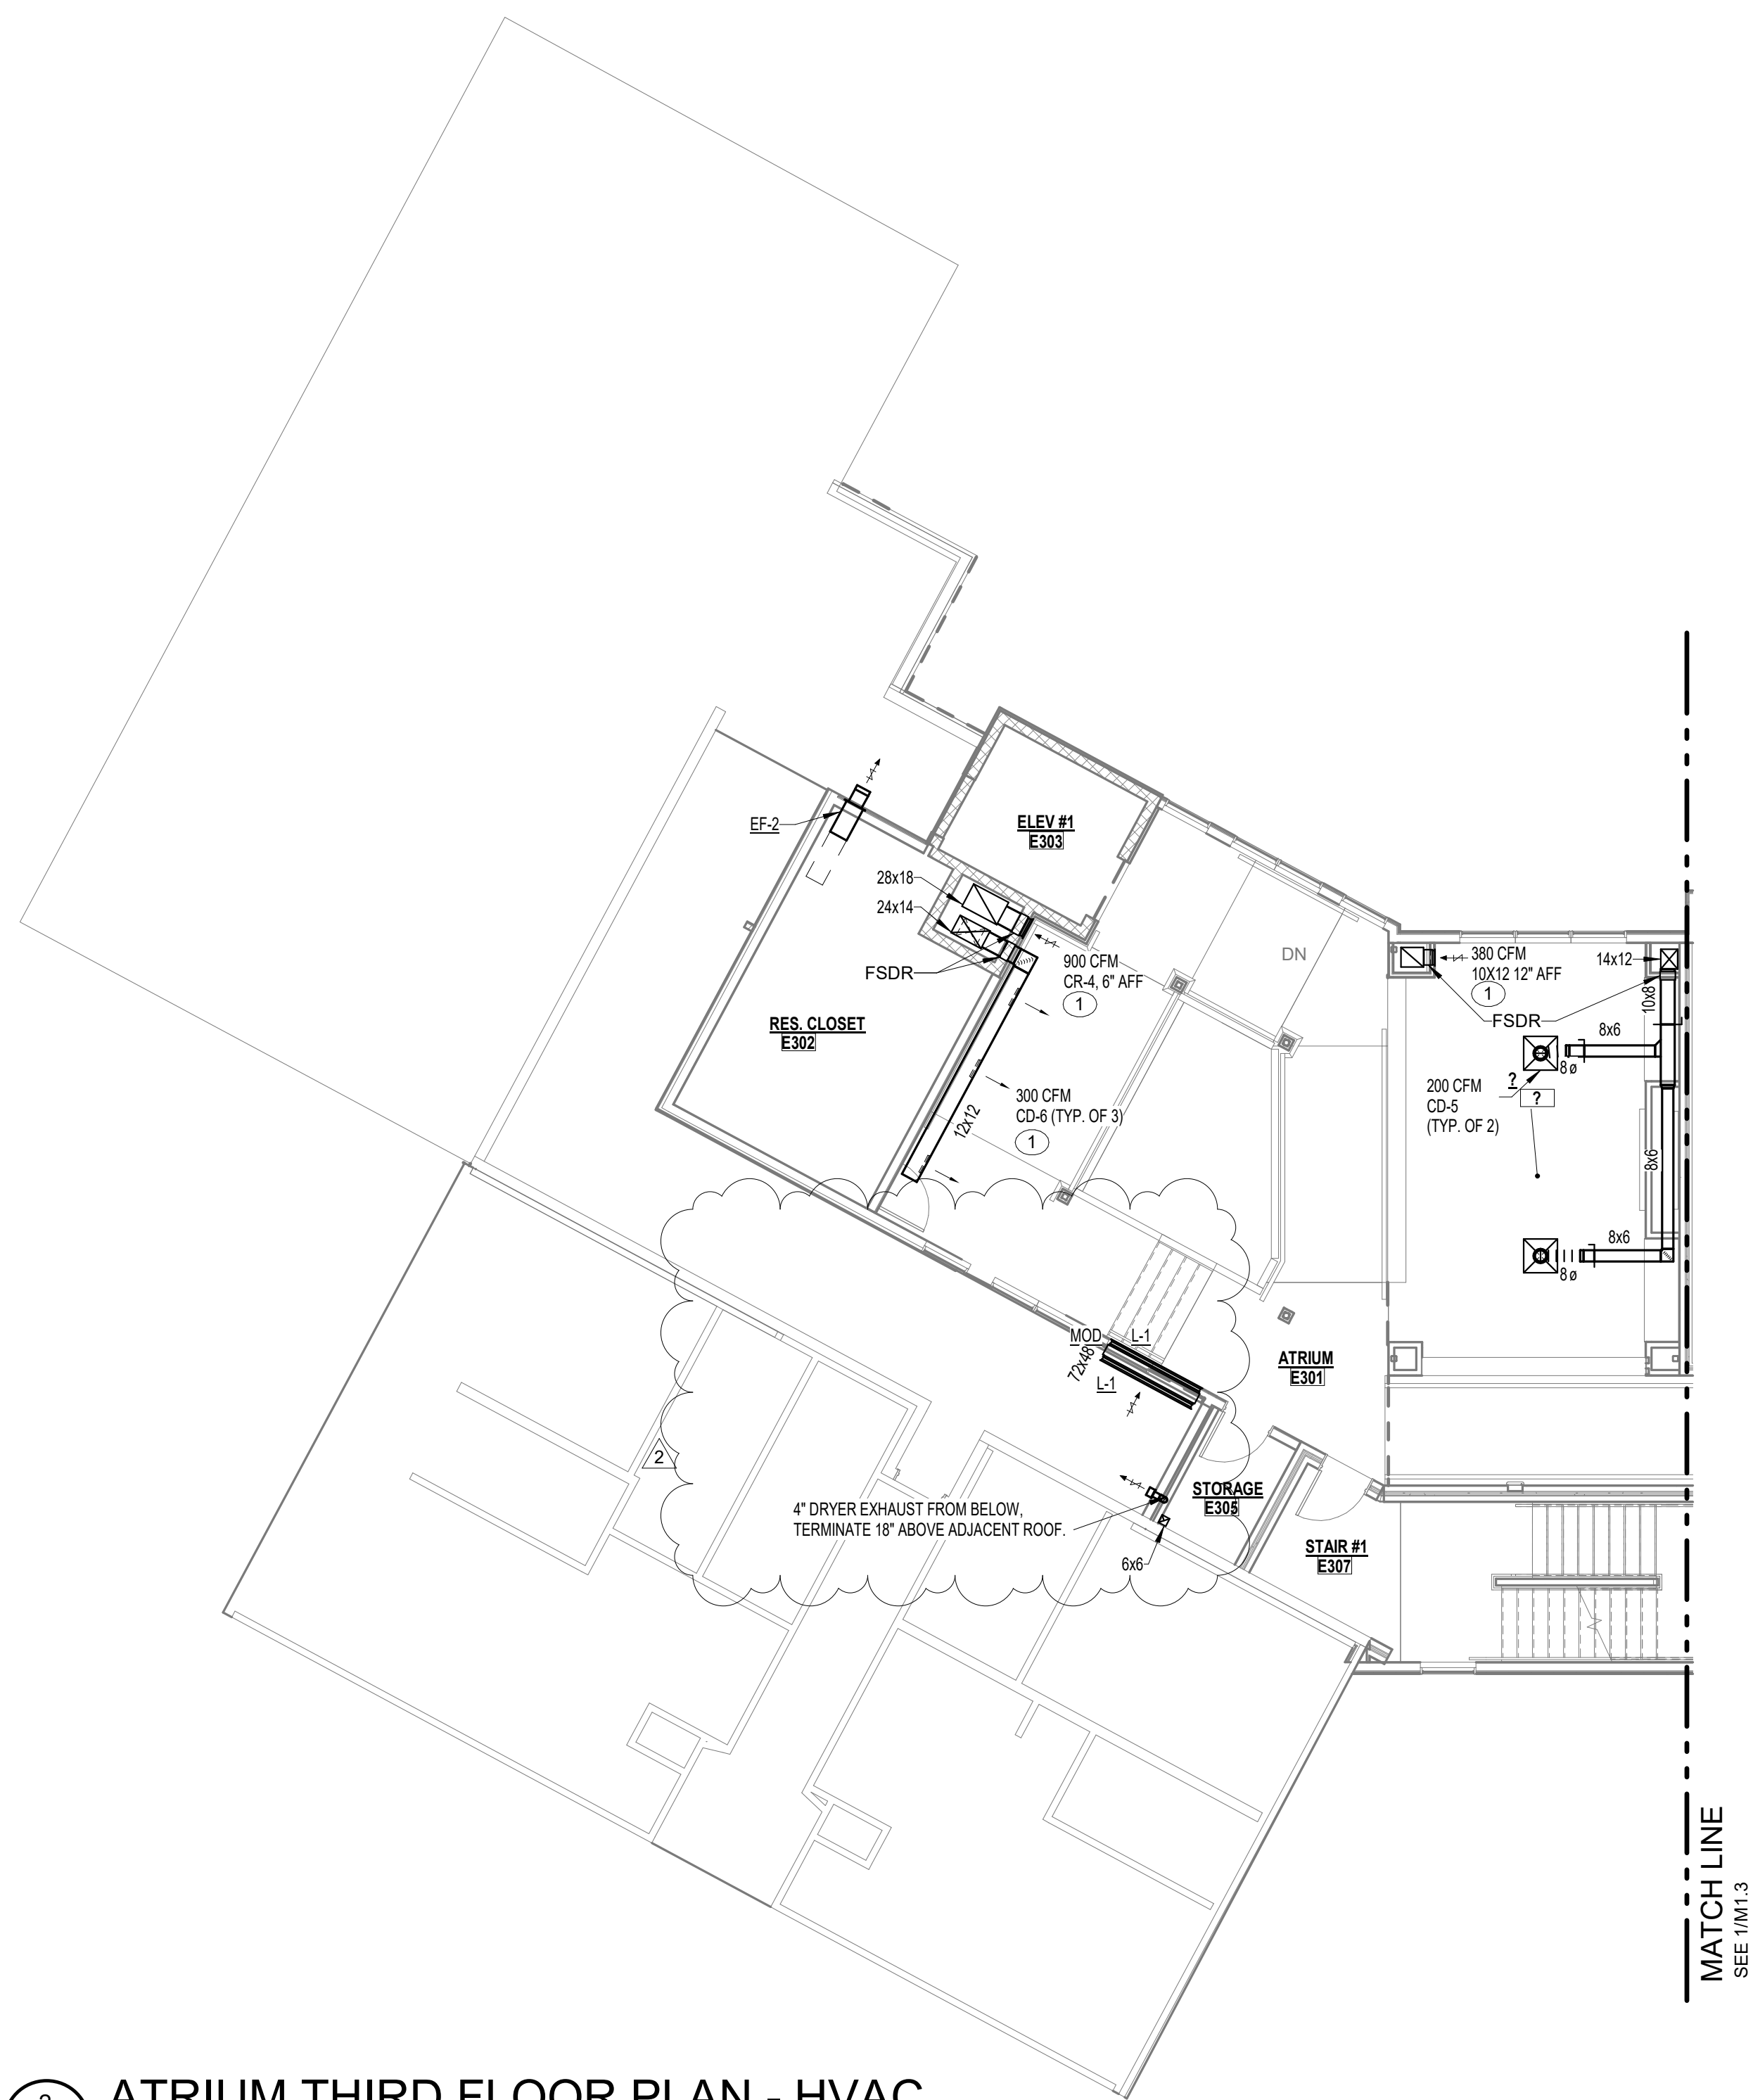 EF-2
ELEV #1
E303
28x18
24x14
FSDR
900 CFM
CR-4, 6" AFF
1
DN
380 CFM
10X12 12" AFF
1
14x12
FSDR
10x8
8x6
8ø
RES. CLOSET
E302
200 CFM
CD-5
(TYP. OF 2)
?
?
300 CFM
CD-6 (TYP. OF 3)
1
12x12
8x6
8x6
8ø
MOD
L-1
72x48
L-1
ATRIUM
E301
2
STORAGE
E305
4" DRYER EXHAUST FROM BELOW,
TERMINATE 18" ABOVE ADJACENT ROOF.
6x6
STAIR #1
E307
MATCH LINE
SEE 1/M1.3
ATRIUM THIRD FLOOR PLAN - HVAC